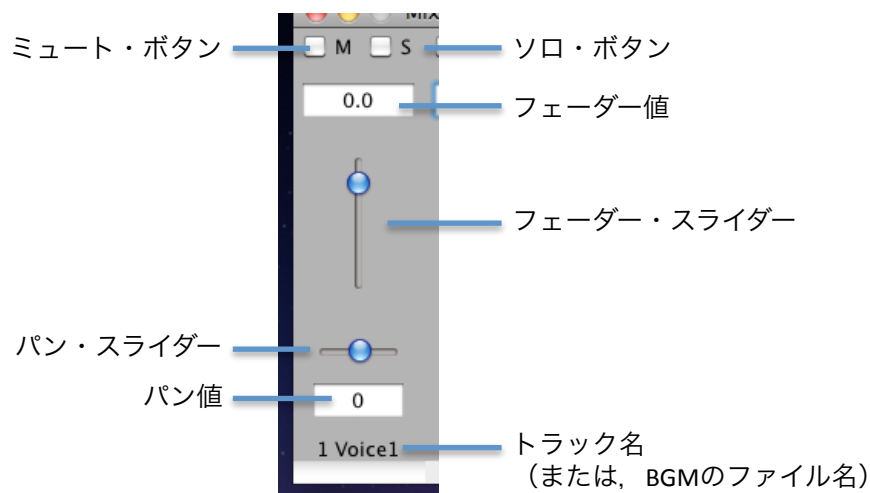 Mix
ミュート・ボタン
M
S
ソロ・ボタン
0.0
フェーダー値
フェーダー・スライダー
パン・スライダー
パン値
0
1 Voice1
トラック名
（または，BGMのファイル名）